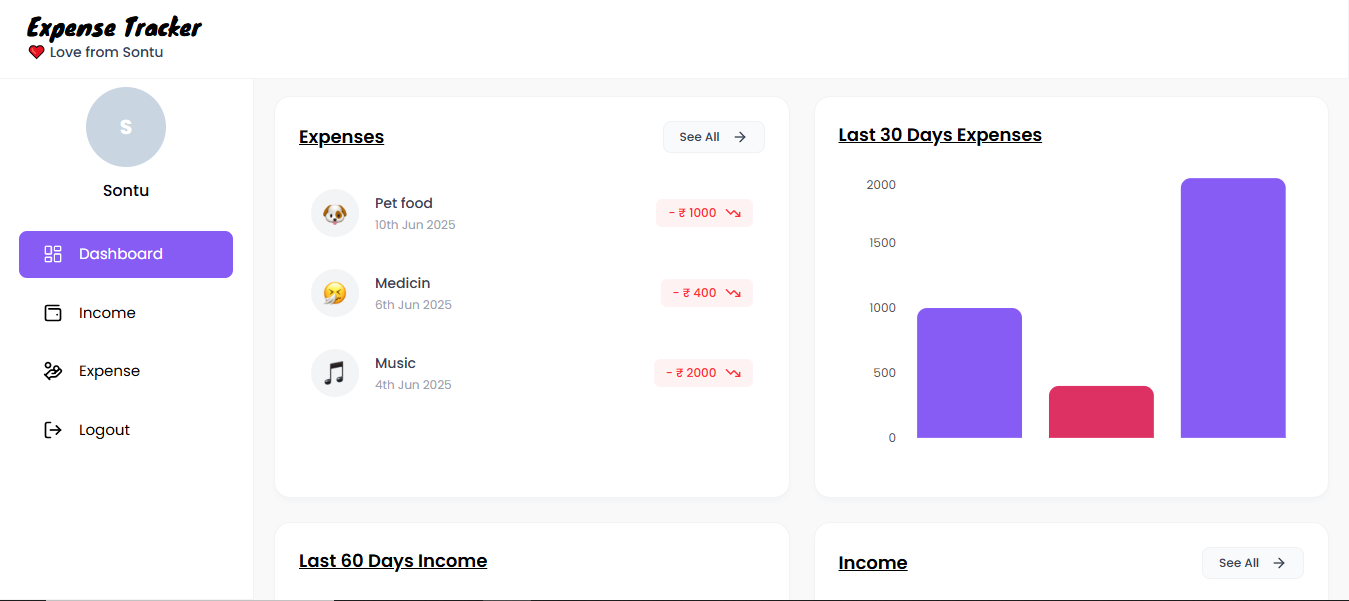 Expense Tracker
❤️ Love from Sontu
S
Sontu
Dashboard
Income
Expense
Logout
Expenses
See All →
Pet food
10th Jun 2025
- ₹ 1000
Medicin
6th Jun 2025
- ₹ 400
Music
4th Jun 2025
- ₹ 2000
Last 30 Days Expenses
2000
1500
1000
500
0
Last 60 Days Income
Income
See All →